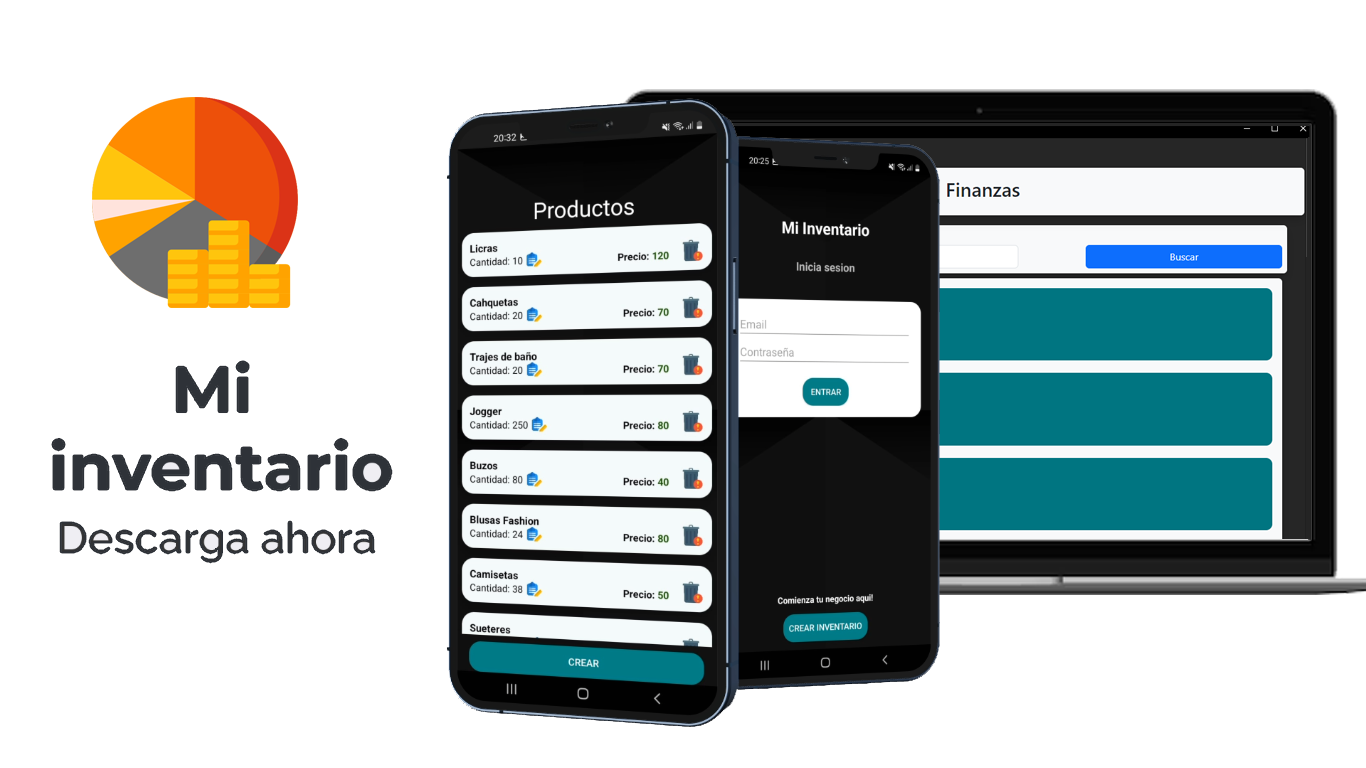 Mi
inventario
Descarga ahora
20:32
Productos
Licras
Cantidad: 10
Precio: 120
Cahquetas
Cantidad: 20
Precio: 70
Trajes de baño
Cantidad: 20
Precio: 70
Jogger
Cantidad: 250
Precio: 80
Buzos
Cantidad: 80
Precio: 40
Blusas Fashion
Cantidad: 24
Precio: 80
Camisetas
Cantidad: 38
Precio: 50
Sueteres
CREAR
20:25
Mi Inventario
Inicia sesion
Email
Contraseña
ENTRAR
Comienza tu negocio aqui!
CREAR INVENTARIO
Finanzas
Buscar